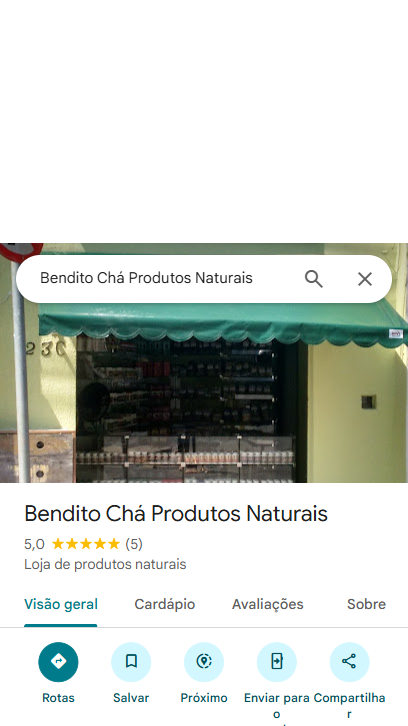 Bendito Chá Produtos Naturais
230
Bendito Chá Produtos Naturais
5,0 (5)
Loja de produtos naturais
Visão geral Cardápio Avaliações Sobre
Rotas Salvar Próximo Enviar para o Compartilhar